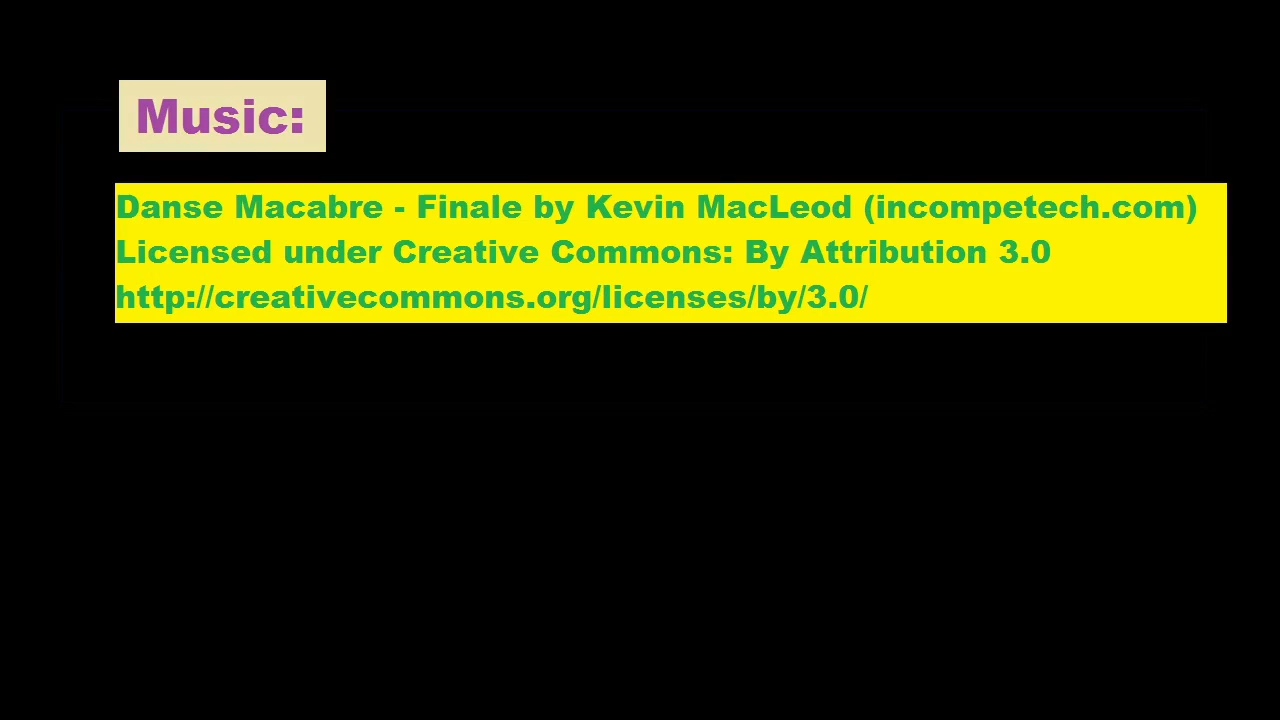 Music:
Danse Macabre - Finale by Kevin MacLeod (incompetech.com)
Licensed under Creative Commons: By Attribution 3.0
http://creativecommons.org/licenses/by/3.0/